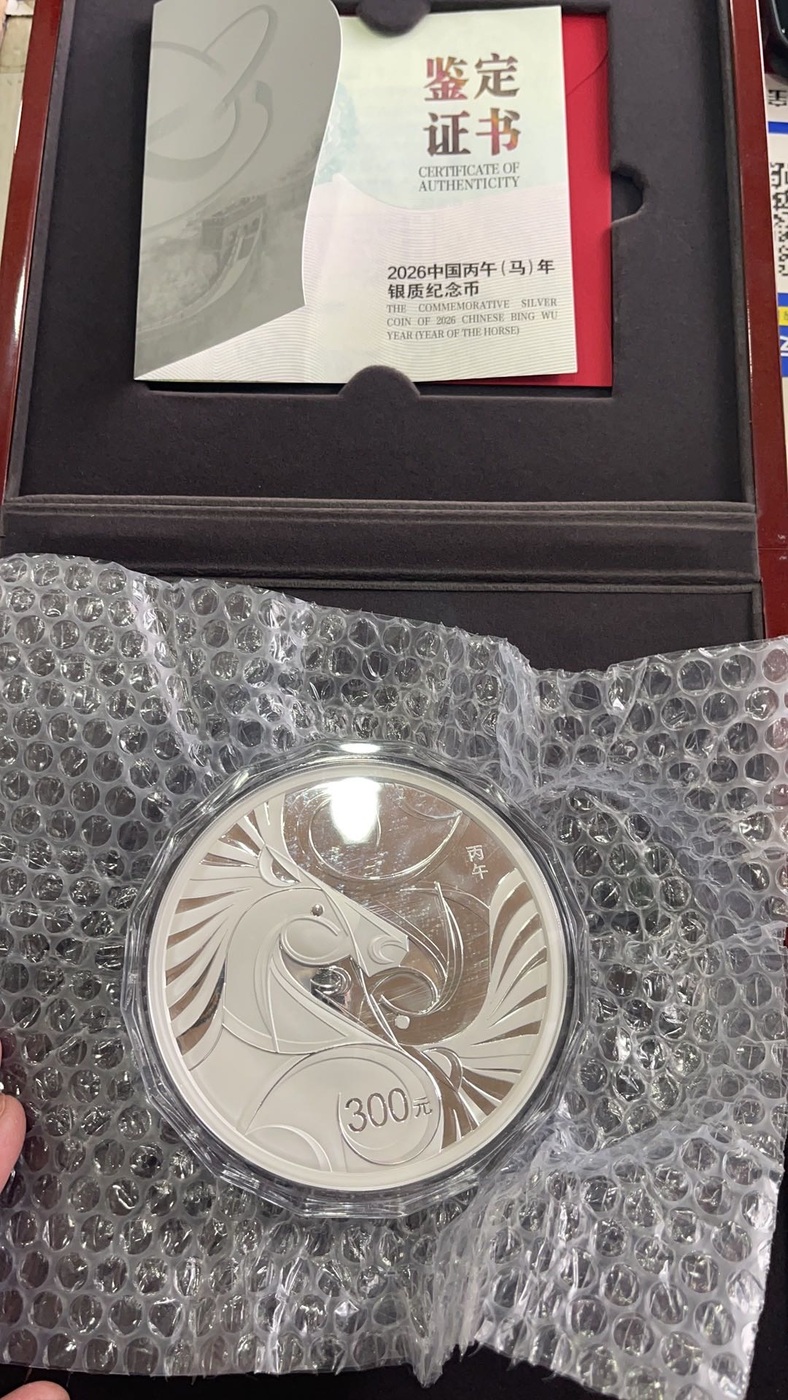 鉴定
证书
CERTIFICATE OF
AUTHENTICITY
2026中国丙午（马）年
银质纪念币
THE COMMEMORATIVE SILVER
COIN OF 2026 CHINESE BING WU
YEAR (YEAR OF THE HORSE)
丙午
300元